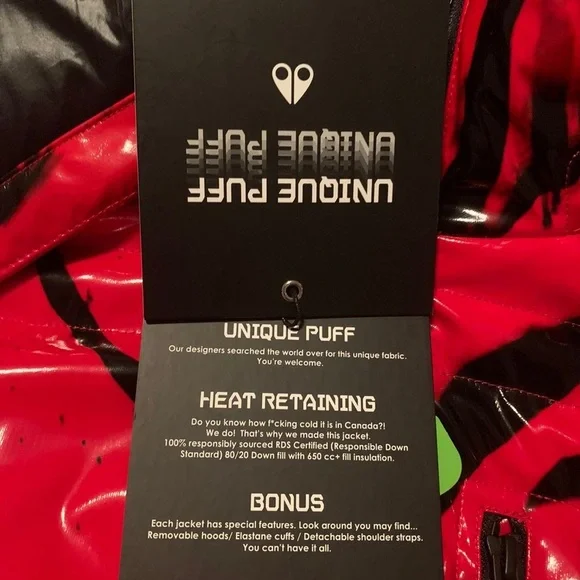 UNIQUE PUFF
UNIQUE PUFF
UNIQUE PUFF
Our designers searched the world over for this unique fabric.
You're welcome.
HEAT RETAINING
Do you know how f*cking cold it is in Canada?!
We do! That's why we made this jacket.
100% responsibly sourced RDS Certified (Responsible Down
Standard) 80/20 Down fill with 650 cc+ fill insulation.
BONUS
Each jacket has special features. Look around you may find...
Removable hoods/ Elastane cuffs / Detachable shoulder straps.
You can't have it all.